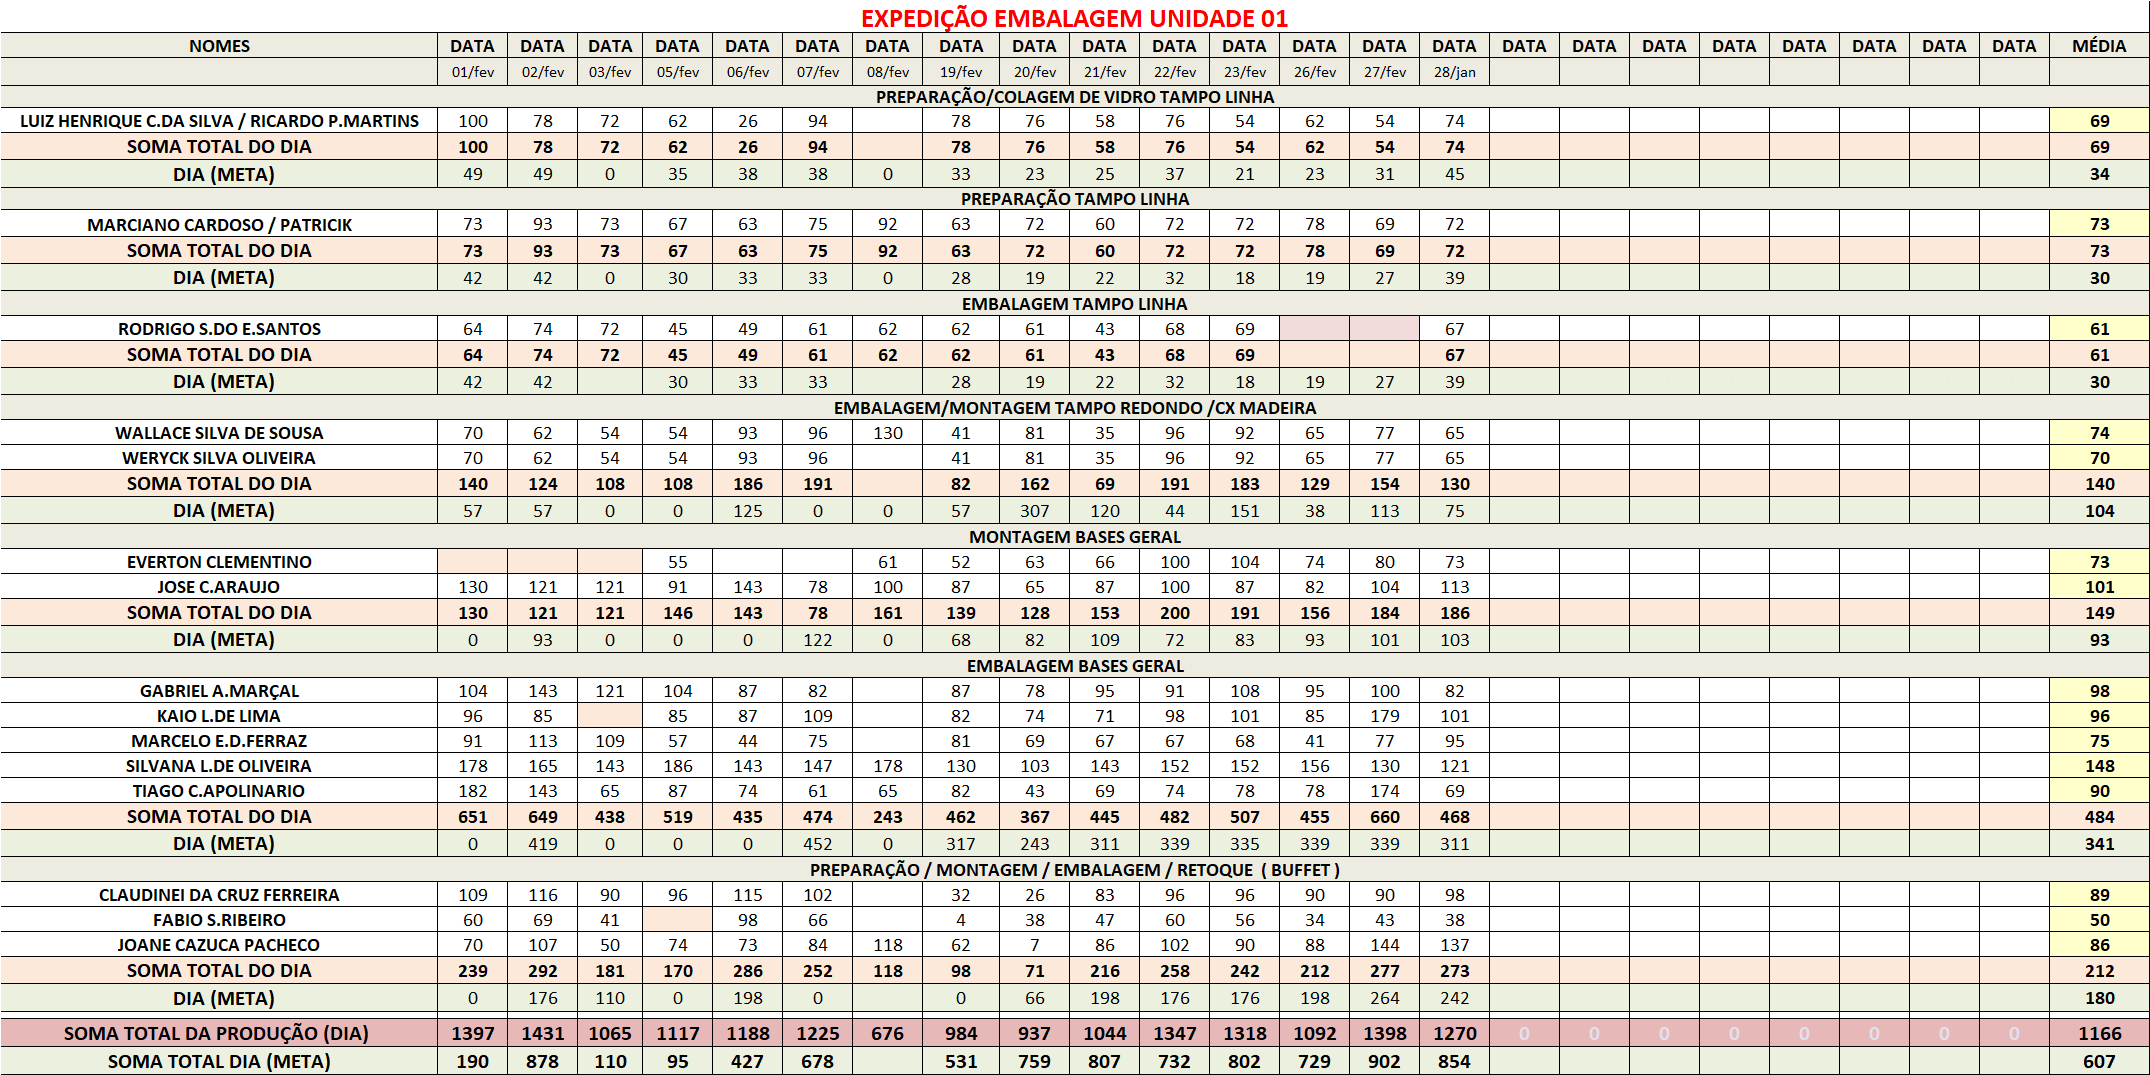 EXPEDIÇÃO EMBALAGEM UNIDADE 01
NOMES DATA DATA DATA DATA DATA DATA DATA DATA DATA DATA DATA DATA DATA DATA DATA DATA DATA DATA DATA DATA DATA DATA DATA MÉDIA
01/fev 02/fev 03/fev 05/fev 06/fev 07/fev 08/fev 19/fev 20/fev 21/fev 22/fev 23/fev 26/fev 27/fev 28/jan
PREPARAÇÃO/COLAGEM DE VIDRO TAMPO LINHA
LUIZ HENRIQUE C.DA SILVA / RICARDO P.MARTINS 100 78 72 62 26 94 78 76 58 76 54 62 54 74 69
SOMA TOTAL DO DIA 100 78 72 62 26 94 78 76 58 76 54 62 54 74 69
DIA (META) 49 49 0 35 38 38 0 33 23 25 37 21 23 31 45 34
PREPARAÇÃO TAMPO LINHA
MARCIANO CARDOSO / PATRICIK 73 93 73 67 63 75 92 63 72 60 72 72 78 69 72 73
SOMA TOTAL DO DIA 73 93 73 67 63 75 92 63 72 60 72 72 78 69 72 73
DIA (META) 42 42 0 30 33 33 0 28 19 22 32 18 19 27 39 30
EMBALAGEM TAMPO LINHA
RODRIGO S.DO E.SANTOS 64 74 72 45 49 61 62 62 61 43 68 69 67 61
SOMA TOTAL DO DIA 64 74 72 45 49 61 62 62 61 43 68 69 67 61
DIA (META) 42 42 30 33 33 28 19 22 32 18 19 27 39 30
EMBALAGEM/MONTAGEM TAMPO REDONDO /CX MADEIRA
WALLACE SILVA DE SOUSA 70 62 54 54 93 96 130 41 81 35 96 92 65 77 65 74
WERYCK SILVA OLIVEIRA 70 62 54 54 93 96 41 81 35 96 92 65 77 65 70
SOMA TOTAL DO DIA 140 124 108 108 186 191 82 162 69 191 183 129 154 130 140
DIA (META) 57 57 0 0 125 0 0 57 307 120 44 151 38 113 75 104
MONTAGEM BASES GERAL
EVERTON CLEMENTINO 55 61 52 63 66 100 104 74 80 73 73
JOSE C.ARAUJO 130 121 121 91 143 78 100 87 65 87 100 87 82 104 113 101
SOMA TOTAL DO DIA 130 121 121 146 143 78 161 139 128 153 200 191 156 184 186 149
DIA (META) 0 93 0 0 0 122 0 68 82 109 72 83 93 101 103 93
EMBALAGEM BASES GERAL
GABRIEL A.MARÇAL 104 143 121 104 87 82 87 78 95 91 108 95 100 82 98
KAIO L.DE LIMA 96 85 85 87 109 82 74 71 98 101 85 179 101 96
MARCELO E.D.FERRAZ 91 113 109 57 44 75 81 69 67 67 68 41 77 95 75
SILVANA L.DE OLIVEIRA 178 165 143 186 143 147 178 130 103 143 152 152 156 130 121 148
TIAGO C.APOLINARIO 182 143 65 87 74 61 65 82 43 69 74 78 78 174 69 90
SOMA TOTAL DO DIA 651 649 438 519 435 474 243 462 367 445 482 507 455 660 468 484
DIA (META) 0 419 0 0 0 452 0 317 243 311 339 335 339 339 311 341
PREPARAÇÃO / MONTAGEM / EMBALAGEM / RETOQUE ( BUFFET )
CLAUDINEI DA CRUZ FERREIRA 109 116 90 96 115 102 32 26 83 96 96 90 90 98 89
FABIO S.RIBEIRO 60 69 41 98 66 4 38 47 60 56 34 43 38 50
JOANE CAZUCA PACHECO 70 107 50 74 73 84 118 62 7 86 102 90 88 144 137 86
SOMA TOTAL DO DIA 239 292 181 170 286 252 118 98 71 216 258 242 212 277 273 212
DIA (META) 0 176 110 0 198 0 0 66 198 176 176 198 264 242 180
SOMA TOTAL DA PRODUÇÃO (DIA) 1397 1431 1065 1117 1188 1225 676 984 937 1044 1347 1318 1092 1398 1270 0 0 0 0 0 0 0 0 1166
SOMA TOTAL DIA (META) 190 878 110 95 427 678 531 759 807 732 802 729 902 854 607